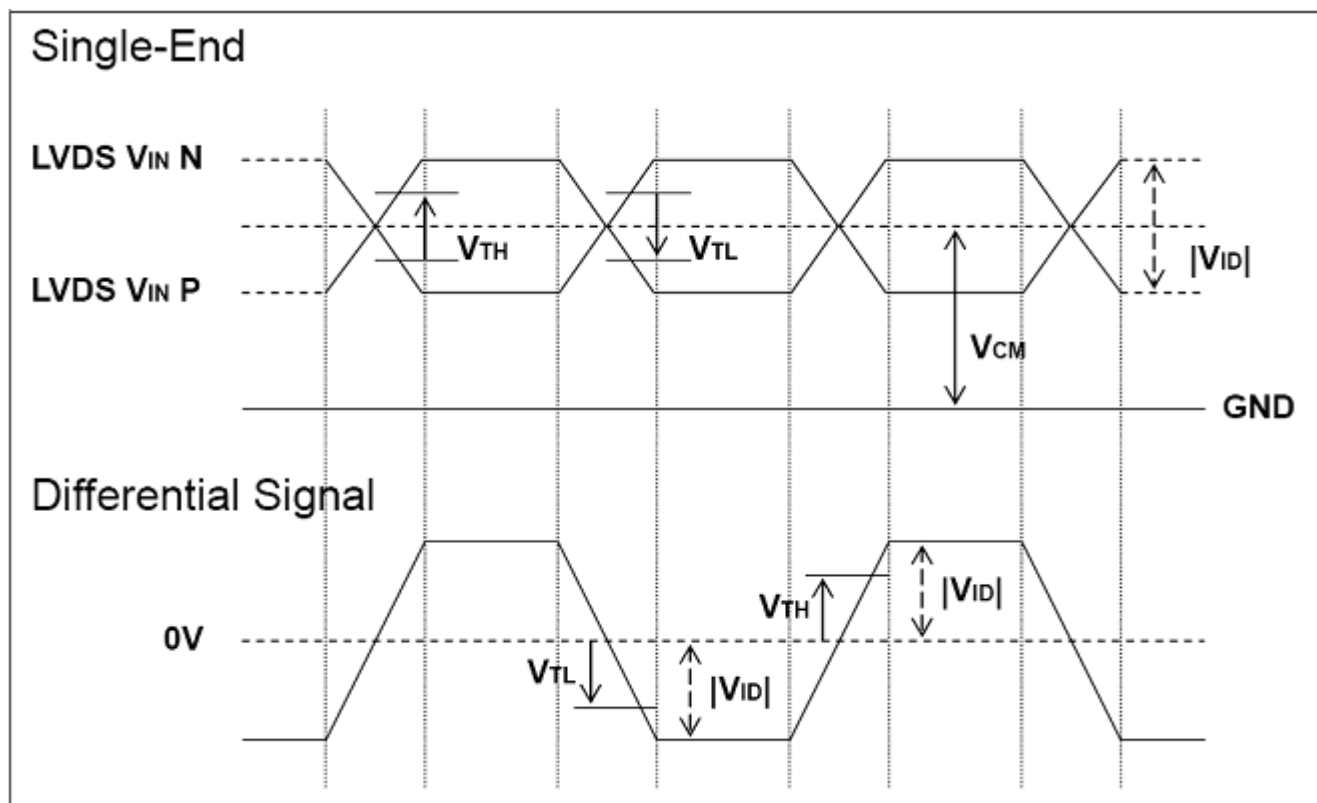 Single-End
LVDS VIN N
VTH
VTL
|VID|
LVDS VIN P
VCM
GND
Differential Signal
VTH
|VID|
0V
VTL
|VID|